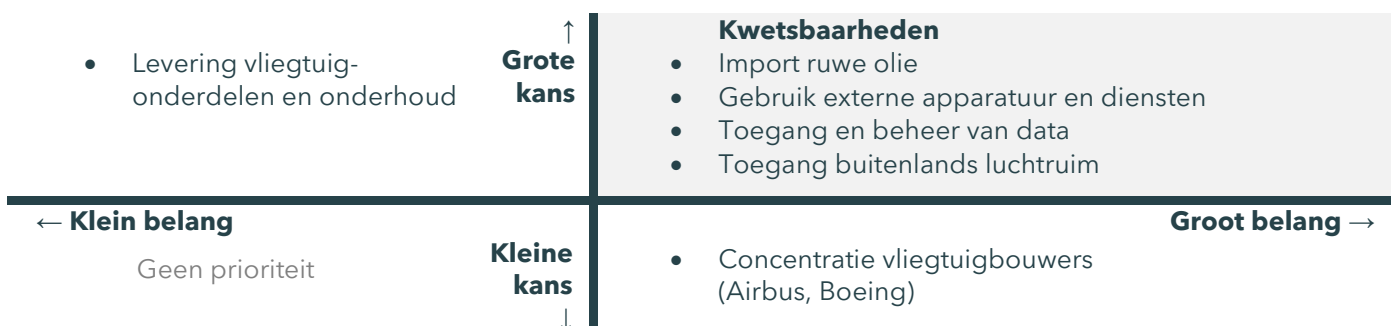 ↑
Grote
kans
• Levering vliegtuig-
onderdelen en onderhoud
Kwetsbaarheden
• Import ruwe olie
• Gebruik externe apparatuur en diensten
• Toegang en beheer van data
• Toegang buitenlands luchtruim
← Klein belang
Groot belang →
Geen prioriteit
Kleine
kans
↓
• Concentratie vliegtuigbouwers
(Airbus, Boeing)